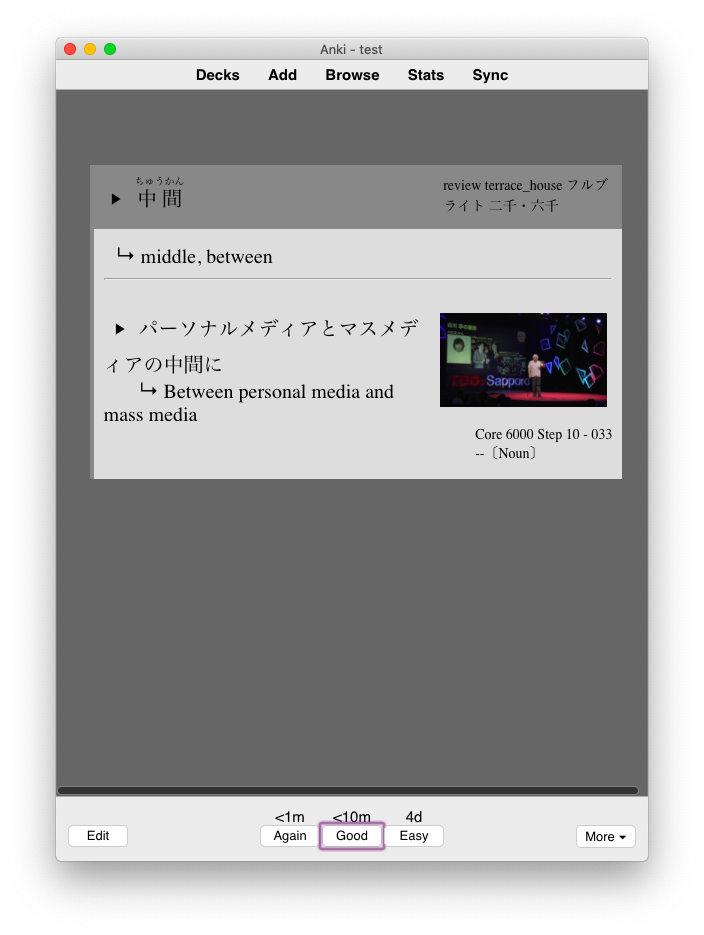 Anki - test
Decks Add Browse Stats Sync
ちゅうかん
中間
review terrace_house フルブ
ライト 二千・六千
middle, between
パーソナルメディアとマスメデ
ィアの中間に
Between personal media and
mass media
Sapporo
Core 6000 Step 10 - 033
--〔Noun〕
<1m <10m 4d
Edit Again Good Easy More